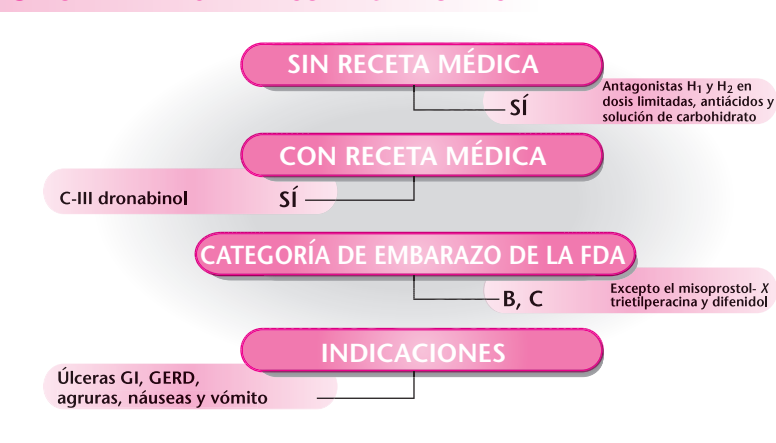 SIN RECETA MÉDICA
SÍ
Antagonistas H1 y H2 en
dosis limitadas, antiácidos y
solución de carbohidrato
CON RECETA MÉDICA
C-III dronabinol
SÍ
CATEGORÍA DE EMBARAZO DE LA FDA
B, C
Excepto el misoprostol- X
trietilperacina y difenidol
INDICACIONES
Úlceras GI, GERD,
agruras, náuseas y vómito